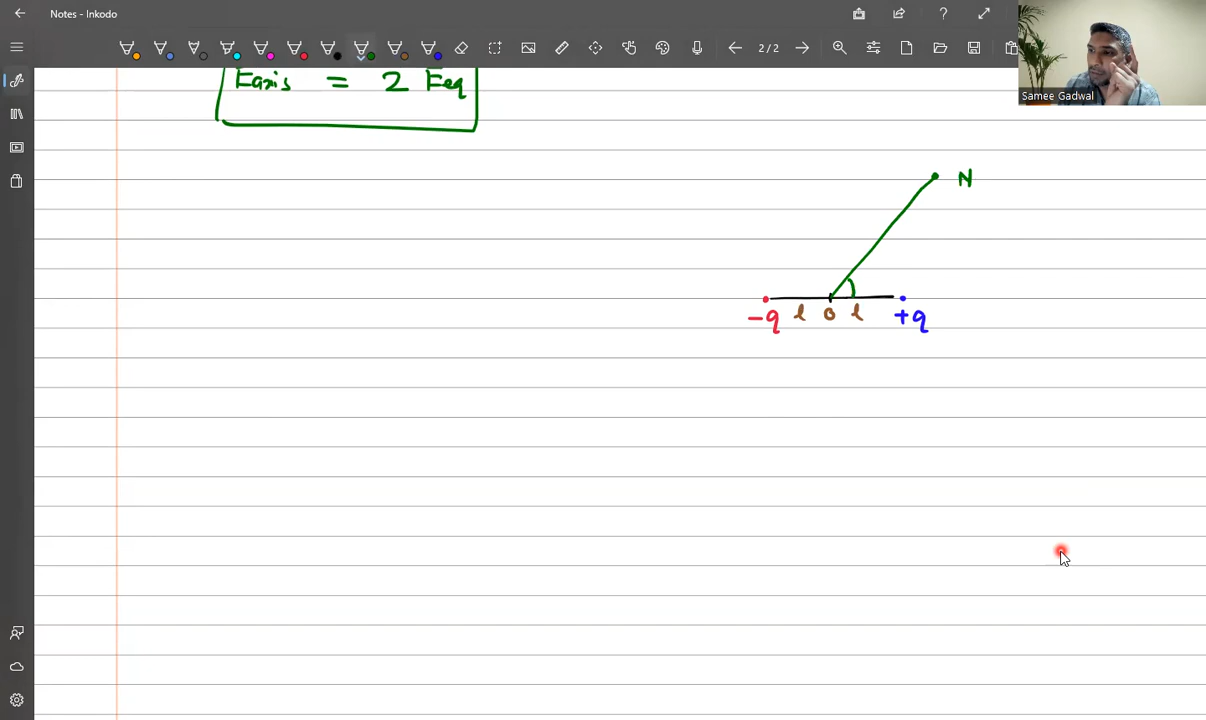 Notes - Inkodo
2/2
Samee Gadwal
Eaxis = 2 Eeq
N
-q l o l +q